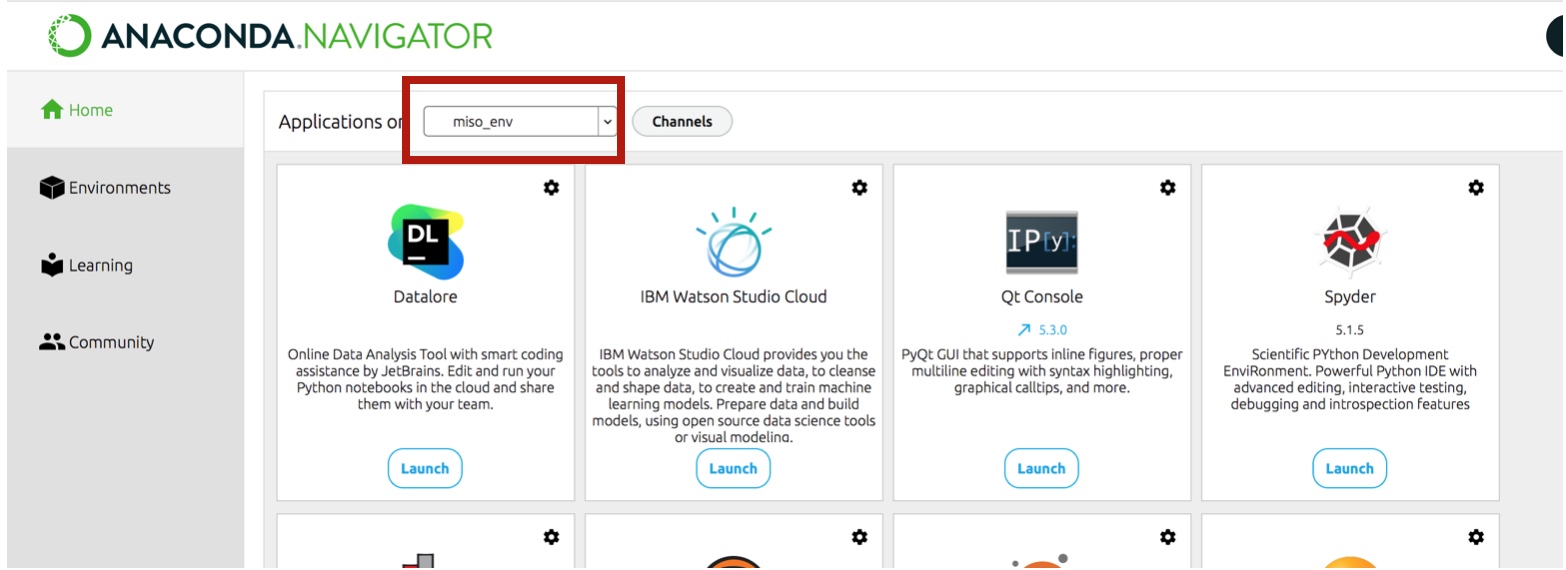 ANACONDA.NAVIGATOR
Home
Environments
Learning
Community
Applications on
miso_env
Channels
DL
Datalore
Online Data Analysis Tool with smart coding
assistance by JetBrains. Edit and run your
Python notebooks in the cloud and share
them with your team.
Launch
IBM Watson Studio Cloud
IBM Watson Studio Cloud provides you the
tools to analyze and visualize data, to cleanse
and shape data, to create and train machine
learning models. Prepare data and build
models, using open source data science tools
or visual modeling.
Launch
IP[y]:
Qt Console
5.3.0
PyQt GUI that supports inline figures, proper
multiline editing with syntax highlighting,
graphical calltips, and more.
Launch
Spyder
5.1.5
Scientific PYthon Development
EnviRonment. Powerful Python IDE with
advanced editing, interactive testing,
debugging and introspection features
Launch